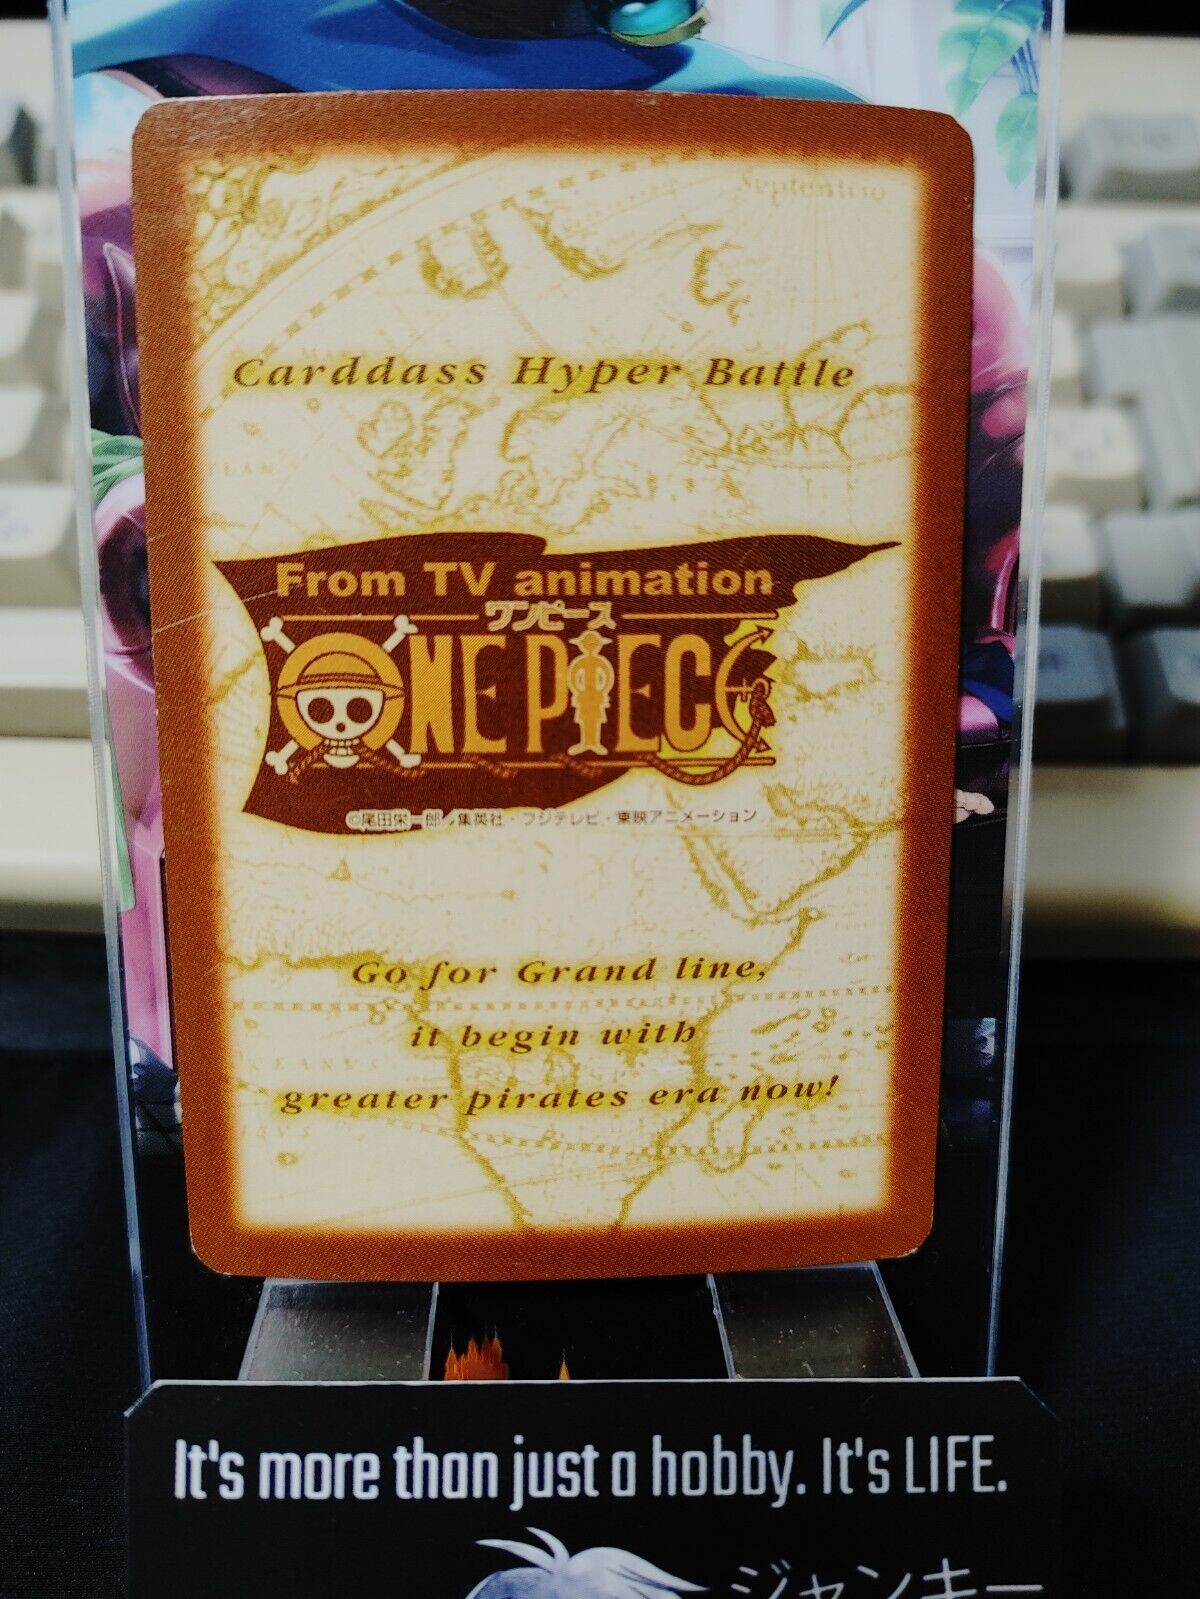 Septentrio
Carddass Hyper Battle
From TV animation
ワンピース
ONE PIECE
©尾田栄一郎／集英社・フジテレビ・東映アニメーション
Go for Grand line,
it begin with
greater pirates era now!
It's more than just a hobby. It's LIFE.
ジャンキー